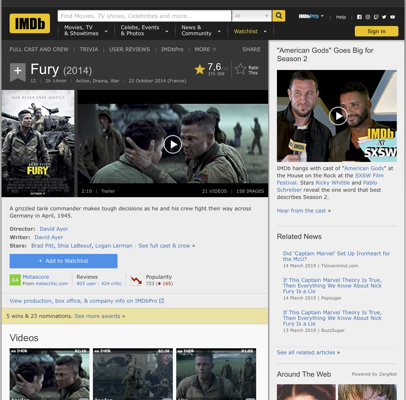 IMDb
Find Movies, TV shows, Celebrities and more...
All
Movies, TV
& Showtimes
Celebs, Events
& Photos
News &
Community
Watchlist
IMDbPro
Help
Sign in
FULL CAST AND CREW | TRIVIA | USER REVIEWS | IMDbPro | MORE
SHARE
Fury (2014)
7,6
Rate
This
12 | 2h 14min | Action, Drama, War | 22 October 2014 (France)
FURY
2:10 | Trailer
21 VIDEOS | 158 IMAGES
A grizzled tank commander makes tough decisions as he and his crew fight their way across
Germany in April, 1945.
Director: David Ayer
Writer: David Ayer
Stars: Brad Pitt, Shia LaBeouf, Logan Lerman | See full cast & crew »
+ Add to Watchlist
Metascore
From metacritic.com
Reviews
803 user | 424 critic
Popularity
723 ( 165)
View production, box office, & company info on IMDbPro
5 wins & 23 nominations. See more awards »
Videos
"American Gods" Goes Big for
Season 2
IMDb
at
SXSW
IMDb hangs with cast of "American Gods" at
the House on the Rock at the SXSW Film
Festival. Stars Ricky Whittle and Pablo
Schreiber reveal the one word that best
describes Season 2.
Hear from the cast »
Related News
Did 'Captain Marvel' Set Up Ironheart for
the MCU?
14 March 2019 | TVovermind.com
If This Captain Marvel Theory Is True,
Then Everything We Know About Nick
Fury Is a Lie
14 March 2019 | Popsugar
If This Captain Marvel Theory Is True,
Then Everything We Know About Nick
Fury Is a Lie
13 March 2019 | BuzzSugar
See all related articles »
Around The Web
Powered by ZergNet